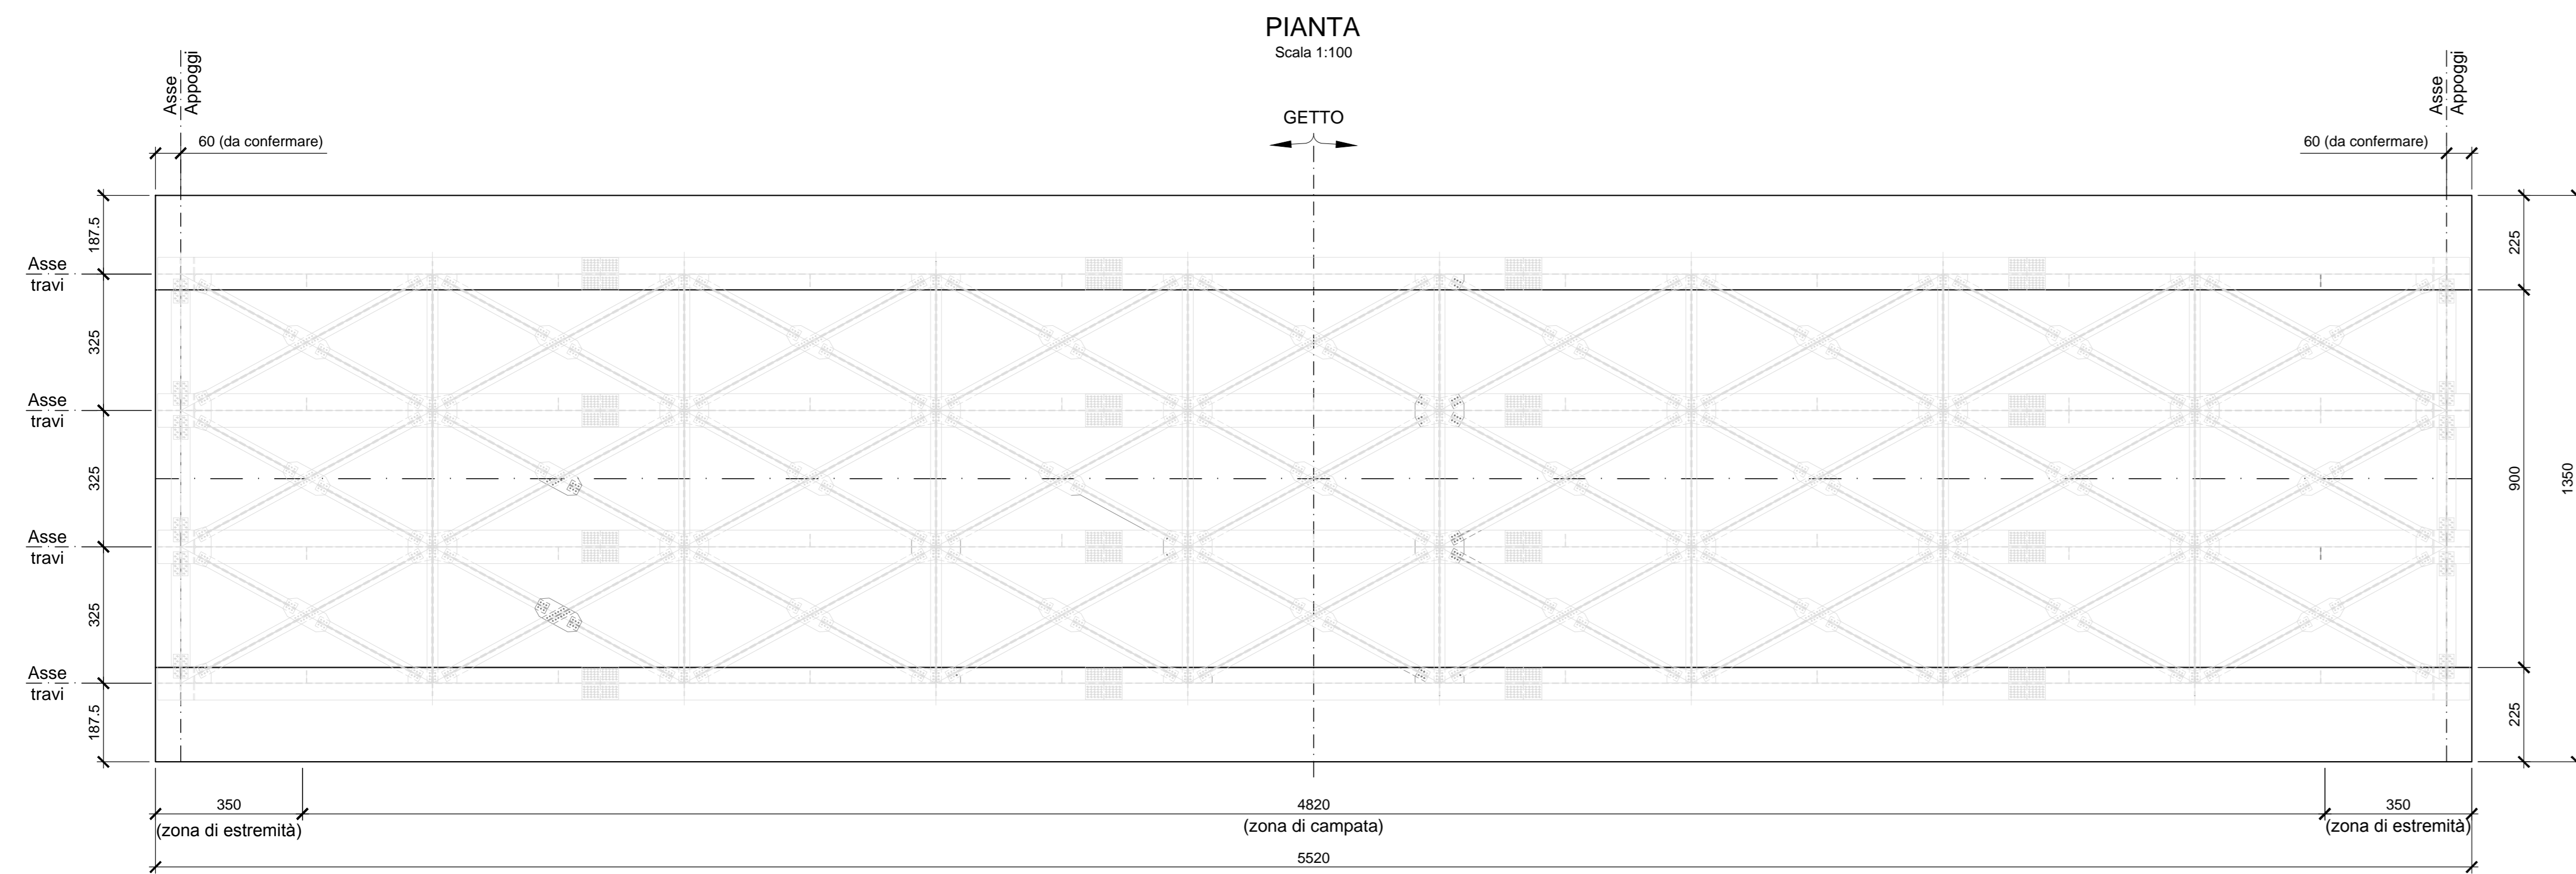 PIANTA
Scala 1:100
Asse
Appoggi
Asse
Appoggi
GETTO
60 (da confermare)
60 (da confermare)
187.5
225
Asse
travi
325
Asse
travi
325
900
1350
Asse
travi
325
Asse
travi
187.5
225
350
4820
350
(zona di estremità)
(zona di campata)
(zona di estremità)
5520